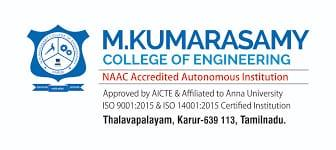 M.KUMARASAMY
COLLEGE OF ENGINEERING
NAAC Accredited Autonomous Institution
Approved by AICTE & Affiliated to Anna University
ISO 9001:2015 & ISO 14001:2015 Certified Institution
Thalavapalayam, Karur-639 113, Tamilnadu.